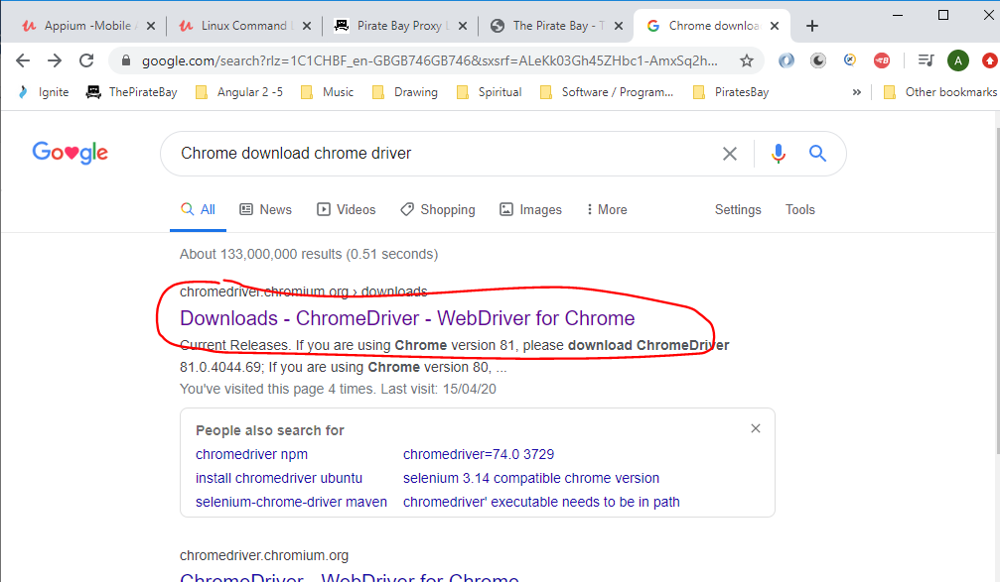 Appium -Mobile A
Linux Command L
Pirate Bay Proxy L
The Pirate Bay - T
Chrome downloa
google.com/search?rlz=1C1CHBF_en-GBGB746GB746&sxsrf=ALeKk03Gh45ZHbc1-AmxSq2h...
A
Ignite
ThePirateBay
Angular 2 -5
Music
Drawing
Spiritual
Software / Program...
PiratesBay
»
Other bookmarks
Google
Chrome download chrome driver
All
News
Videos
Shopping
Images
More
Settings
Tools
About 133,000,000 results (0.51 seconds)
chromedriver.chromium.org › downloads
Downloads - ChromeDriver - WebDriver for Chrome
Current Releases. If you are using Chrome version 81, please download ChromeDriver
81.0.4044.69; If you are using Chrome version 80, ...
You've visited this page 4 times. Last visit: 15/04/20
People also search for
chromedriver npm
chromedriver=74.0 3729
install chromedriver ubuntu
selenium 3.14 compatible chrome version
selenium-chrome-driver maven
chromedriver' executable needs to be in path
chromedriver.chromium.org
ChromeDriver - WebDriver for Chrome